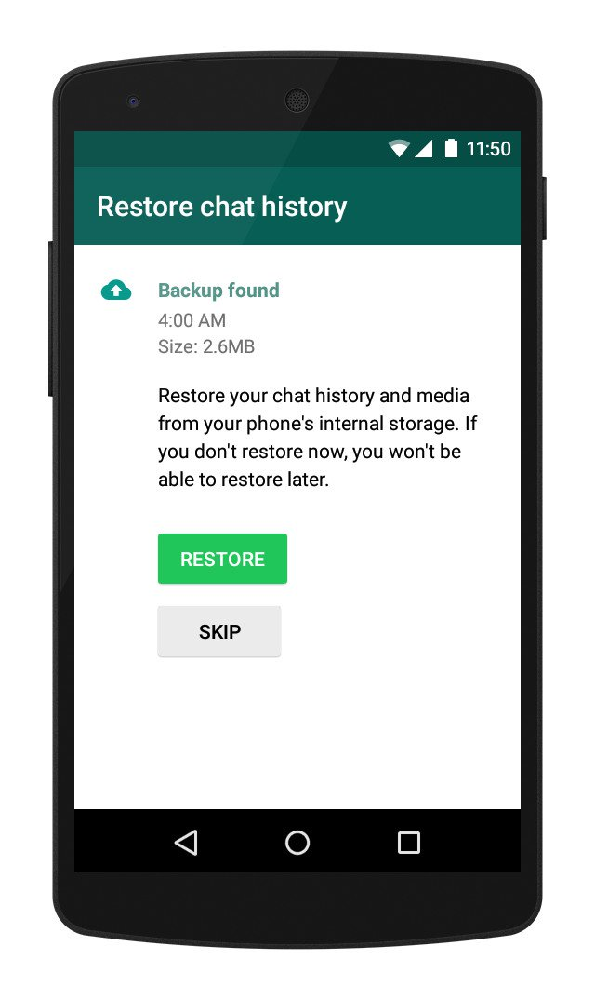 11:50
Restore chat history
Backup found
4:00 AM
Size: 2.6MB
Restore your chat history and media
from your phone's internal storage. If
you don't restore now, you won't be
able to restore later.
RESTORE
SKIP